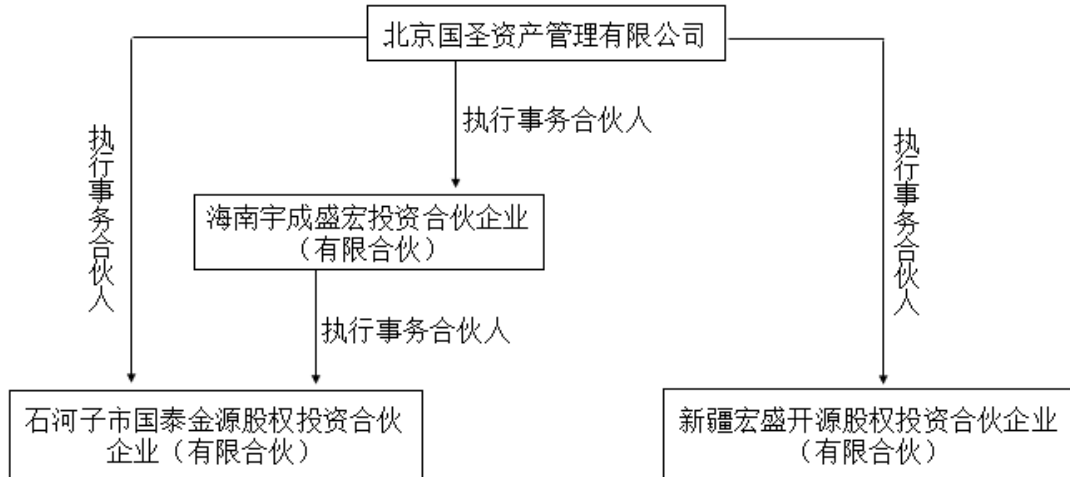 北京国圣资产管理有限公司
执行事务合伙人
执行事务合伙人
执行事务合伙人
海南宇成盛宏投资合伙企业
（有限合伙）
执行事务合伙人
石河子市国泰金源股权投资合伙
企业（有限合伙）
新疆宏盛开源股权投资合伙企业
（有限合伙）